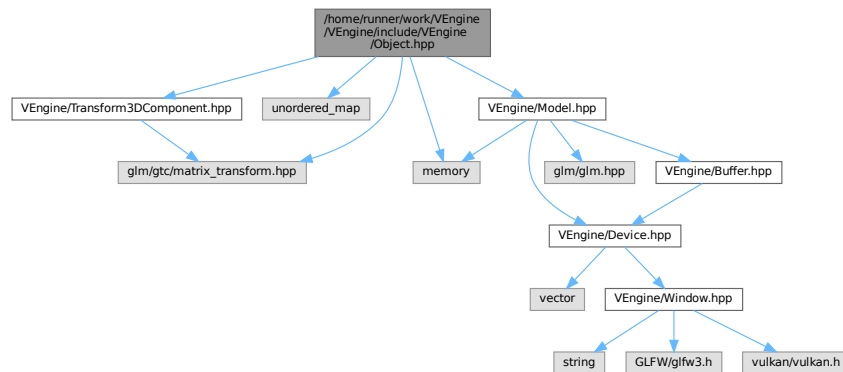 /home/runner/work/VEngine
/VEngine/include/VEngine
/Object.hpp
VEngine/Transform3DComponent.hpp
unordered_map
VEngine/Model.hpp
glm/gtc/matrix_transform.hpp
memory
glm/glm.hpp
VEngine/Buffer.hpp
VEngine/Device.hpp
vector
VEngine/Window.hpp
string
GLFW/glfw3.h
vulkan/vulkan.h